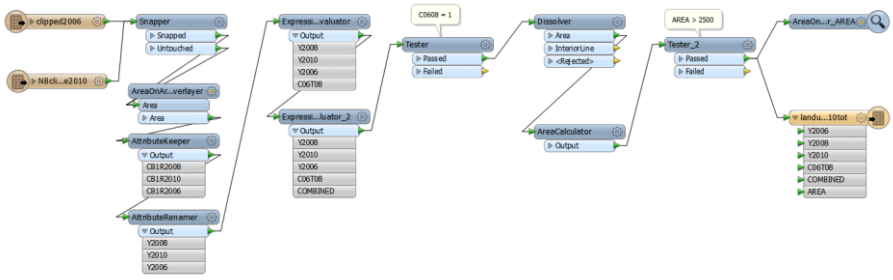 clipped2006
NBcli...e2010
Snapper
Snapped
Untouched
AreaOnAr...verlayer
Area
Area
AttributeKeeper
Output
CB1R2008
CB1R2010
CB1R2006
AttributeRenamer
Output
Y2008
Y2010
Y2006
Expressi...valuator
Output
Y2008
Y2010
Y2006
C06T08
Expressi...luator_2
Output
Y2008
Y2010
Y2006
C06T08
COMBINED
C0608 = 1
Tester
Passed
Failed
Dissolver
Area
InteriorLine
<Rejected>
AreaCalculator
Output
AREA > 2500
Tester_2
Passed
Failed
AreaOn...r_AREA
landu...10tot
Y2006
Y2008
Y2010
C06T08
COMBINED
AREA